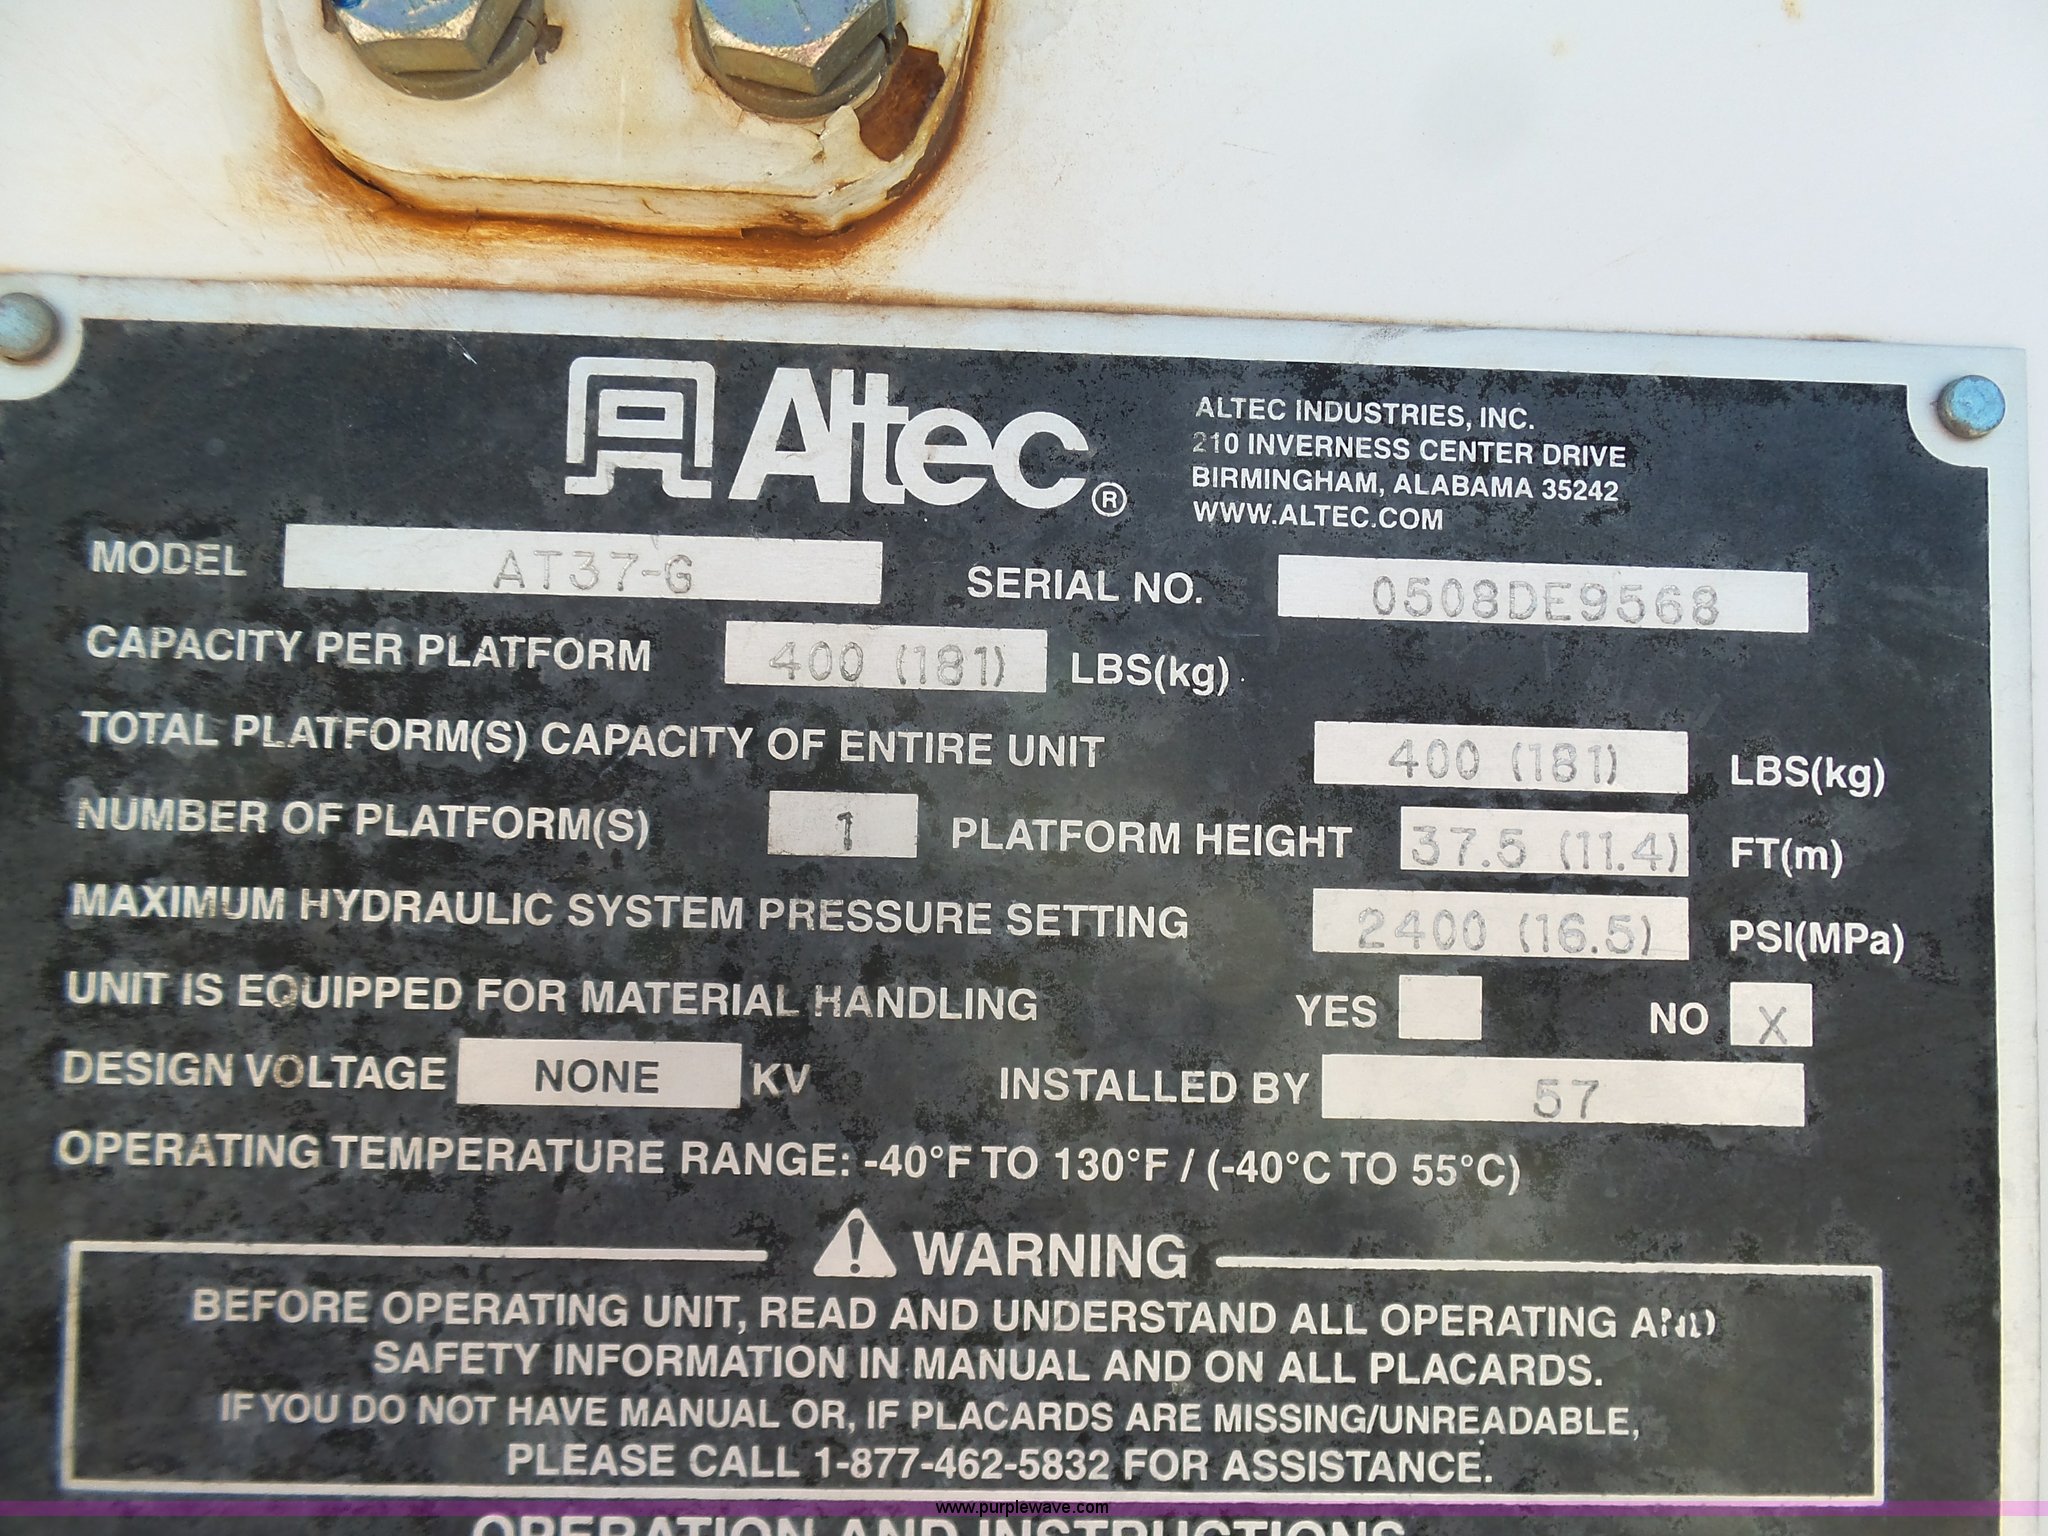 Altec®
ALTEC INDUSTRIES, INC.
210 INVERNESS CENTER DRIVE
BIRMINGHAM, ALABAMA 35242
WWW.ALTEC.COM
MODEL AT37-G SERIAL NO. 0508DE9568
CAPACITY PER PLATFORM 400 (181) LBS(kg)
TOTAL PLATFORM(S) CAPACITY OF ENTIRE UNIT 400 (181) LBS(kg)
NUMBER OF PLATFORM(S) 1 PLATFORM HEIGHT 37.5 (11.4) FT(m)
MAXIMUM HYDRAULIC SYSTEM PRESSURE SETTING 2400 (16.5) PSI(MPa)
UNIT IS EQUIPPED FOR MATERIAL HANDLING YES NO X
DESIGN VOLTAGE NONE KV INSTALLED BY 57
OPERATING TEMPERATURE RANGE: -40°F TO 130°F / (-40°C TO 55°C)
WARNING
BEFORE OPERATING UNIT, READ AND UNDERSTAND ALL OPERATING AND
SAFETY INFORMATION IN MANUAL AND ON ALL PLACARDS.
IF YOU DO NOT HAVE MANUAL OR, IF PLACARDS ARE MISSING/UNREADABLE,
PLEASE CALL 1-877-462-5832 FOR ASSISTANCE.
www.purplewave.com
OPERATION AND INSTRUCTIONS